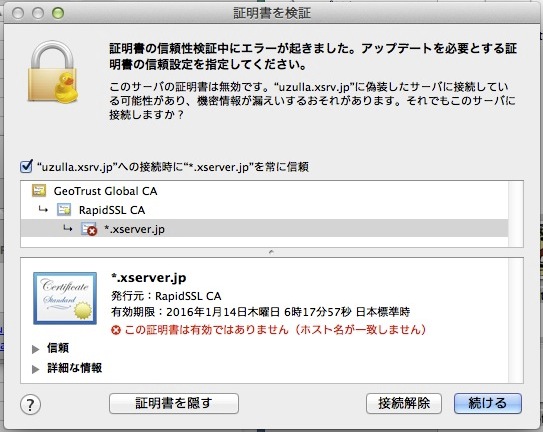 証明書を検証
証明書の信頼性検証中にエラーが起きました。アップデートを必要とする証
明書の信頼設定を指定してください。
このサーバの証明書は無効です。“uzulla.xsrv.jp”に偽装したサーバに接続してい
る可能性があり、機密情報が漏えいするおそれがあります。それでもこのサーバに
接続しますか？
“uzulla.xsrv.jp”への接続時に“*.xserver.jp”を常に信頼
GeoTrust Global CA
RapidSSL CA
*.xserver.jp
Certificate
Standard
*.xserver.jp
発行元：RapidSSL CA
有効期限：2016年1月14日木曜日 6時17分57秒 日本標準時
この証明書は有効ではありません（ホスト名が一致しません）
信頼
詳細な情報
?
証明書を隠す
接続解除
続ける